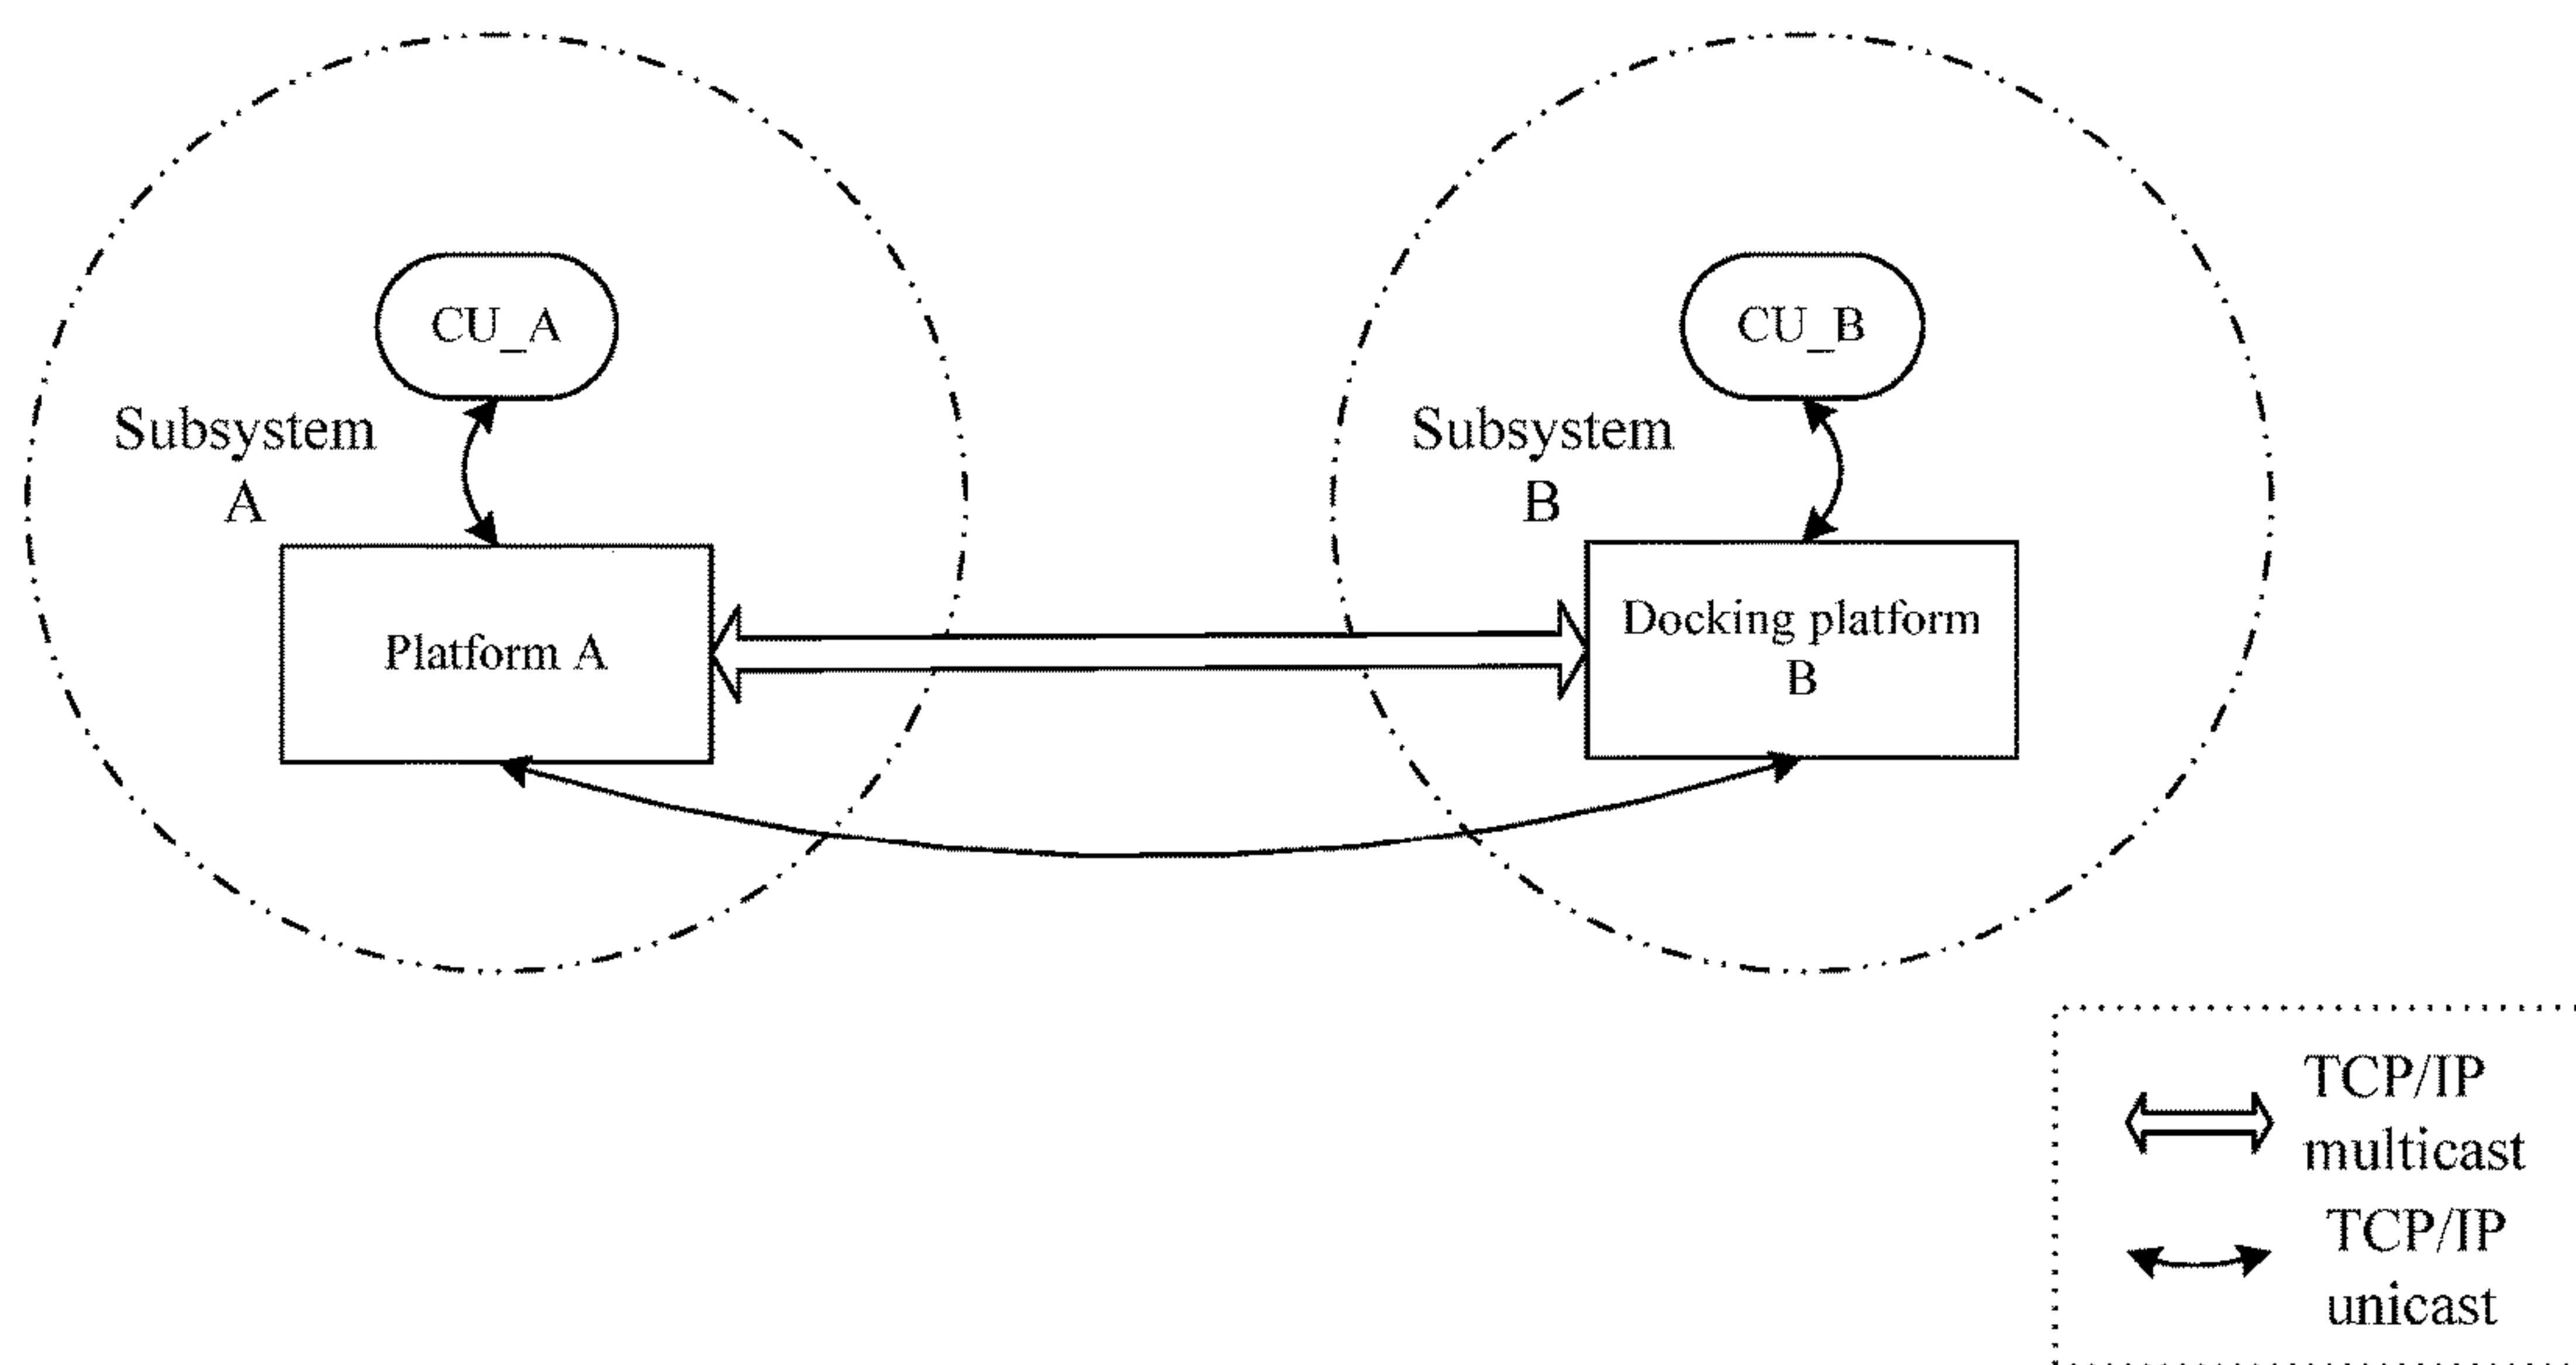 CU_A
CU_B
Subsystem
A
Subsystem
B
Platform A
Docking platform
B
TCP/IP
multicast
TCP/IP
unicast